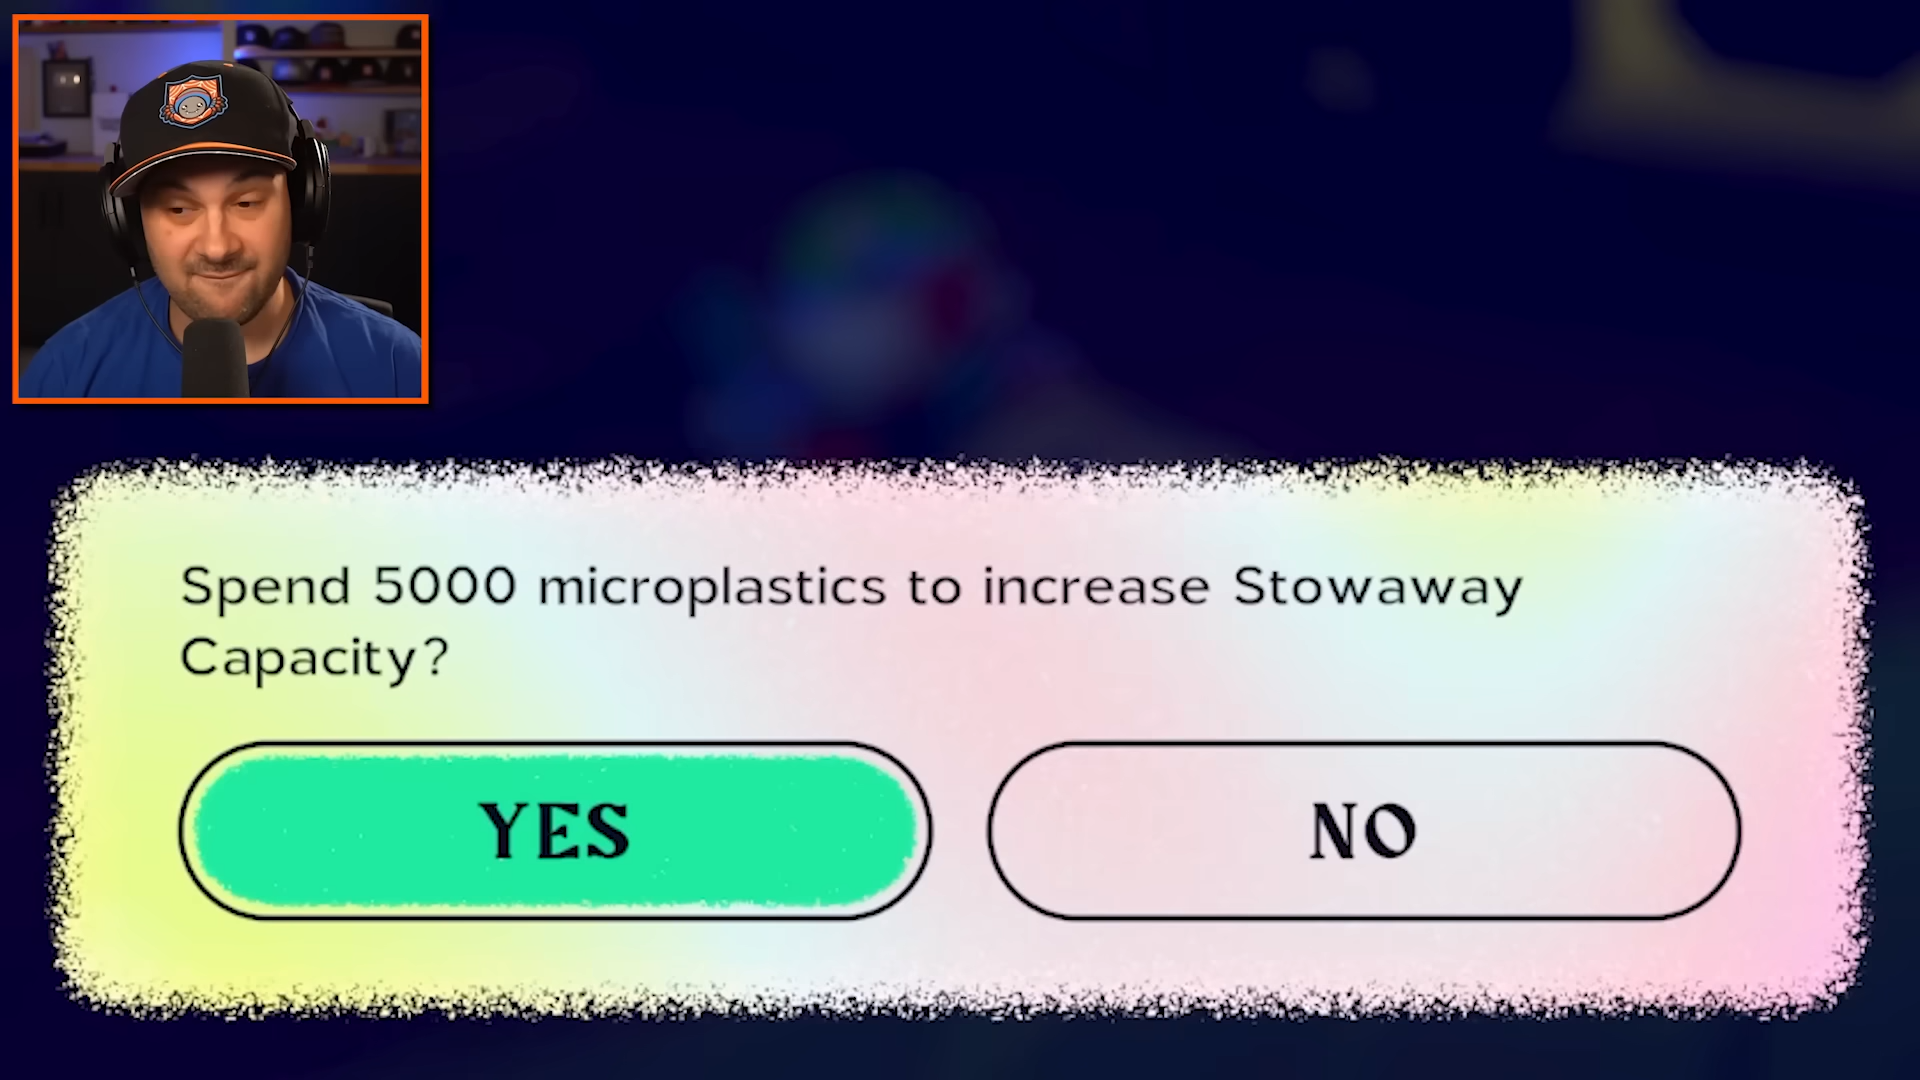 Spend 5000 microplastics to increase Stowaway
Capacity?
YES
NO